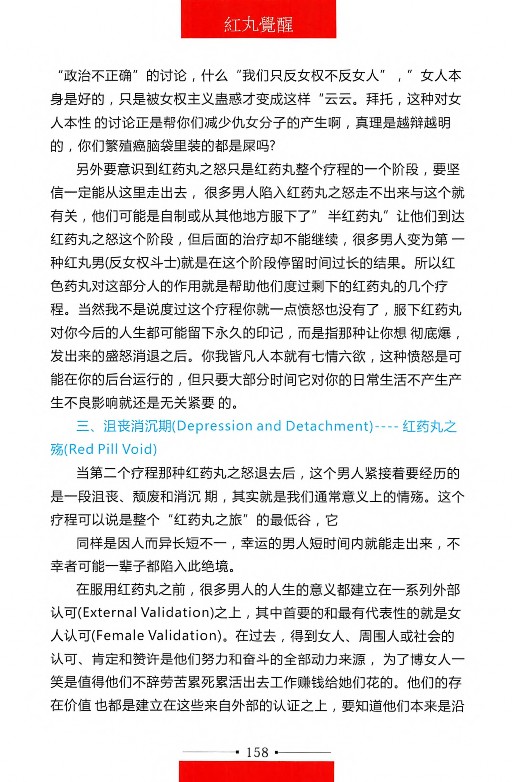 紅丸覺醒
“政治不正确”的讨论，什么“我们只反女权不反女人”，“女人本
身是好的，只是被女权主义蛊惑才变成这样“云云。拜托，这种对女
人本性 的讨论正是帮你们减少仇女分子的产生啊，真理是越辩越明
的，你们繁殖癌脑袋里装的都是屎吗?
另外要意识到红药丸之怒只是红药丸整个疗程的一个阶段，要坚
信一定能从这里走出去， 很多男人陷入红药丸之怒走不出来与这个就
有关，他们可能是自制或从其他地方服下了” 半红药丸”让他们到达
红药丸之怒这个阶段，但后面的治疗却不能继续，很多男人变为第 一
种红丸男(反女权斗士)就是在这个阶段停留时间过长的结果。所以红
色药丸对这部分人的作用就是帮助他们度过剩下的红药丸的几个疗
程。当然我不是说度过这个疗程你就一点愤怒也没有了，服下红药丸
对你今后的人生都可能留下永久的印记，而是指那种让你想 彻底爆，
发出来的盛怒消退之后。你我皆凡人本就有七情六欲，这种愤怒是可
能在你的后台运行的，但只要大部分时间它对你的日常生活不产生产
生不良影响就还是无关紧要 的。
三、沮丧消沉期(Depression and Detachment)---- 红药丸之
殇(Red Pill Void)
当第二个疗程那种红药丸之怒退去后，这个男人紧接着要经历的
是一段沮丧、颓废和消沉 期，其实就是我们通常意义上的情殇。这个
疗程可以说是整个“红药丸之旅”的最低谷，它
同样是因人而异长短不一，幸运的男人短时间内就能走出来，不
幸者可能一辈子都陷入此绝境。
在服用红药丸之前，很多男人的人生的意义都建立在一系列外部
认可(External Validation)之上，其中首要的和最有代表性的就是女
人认可(Female Validation)。在过去，得到女人、周围人或社会的
认可、肯定和赞许是他们努力和奋斗的全部动力来源， 为了博女人一
笑是值得他们不辞劳苦累死累活出去工作赚钱给她们花的。他们的存
在价值 也都是建立在这些来自外部的认证之上，要知道他们本来是沿
158